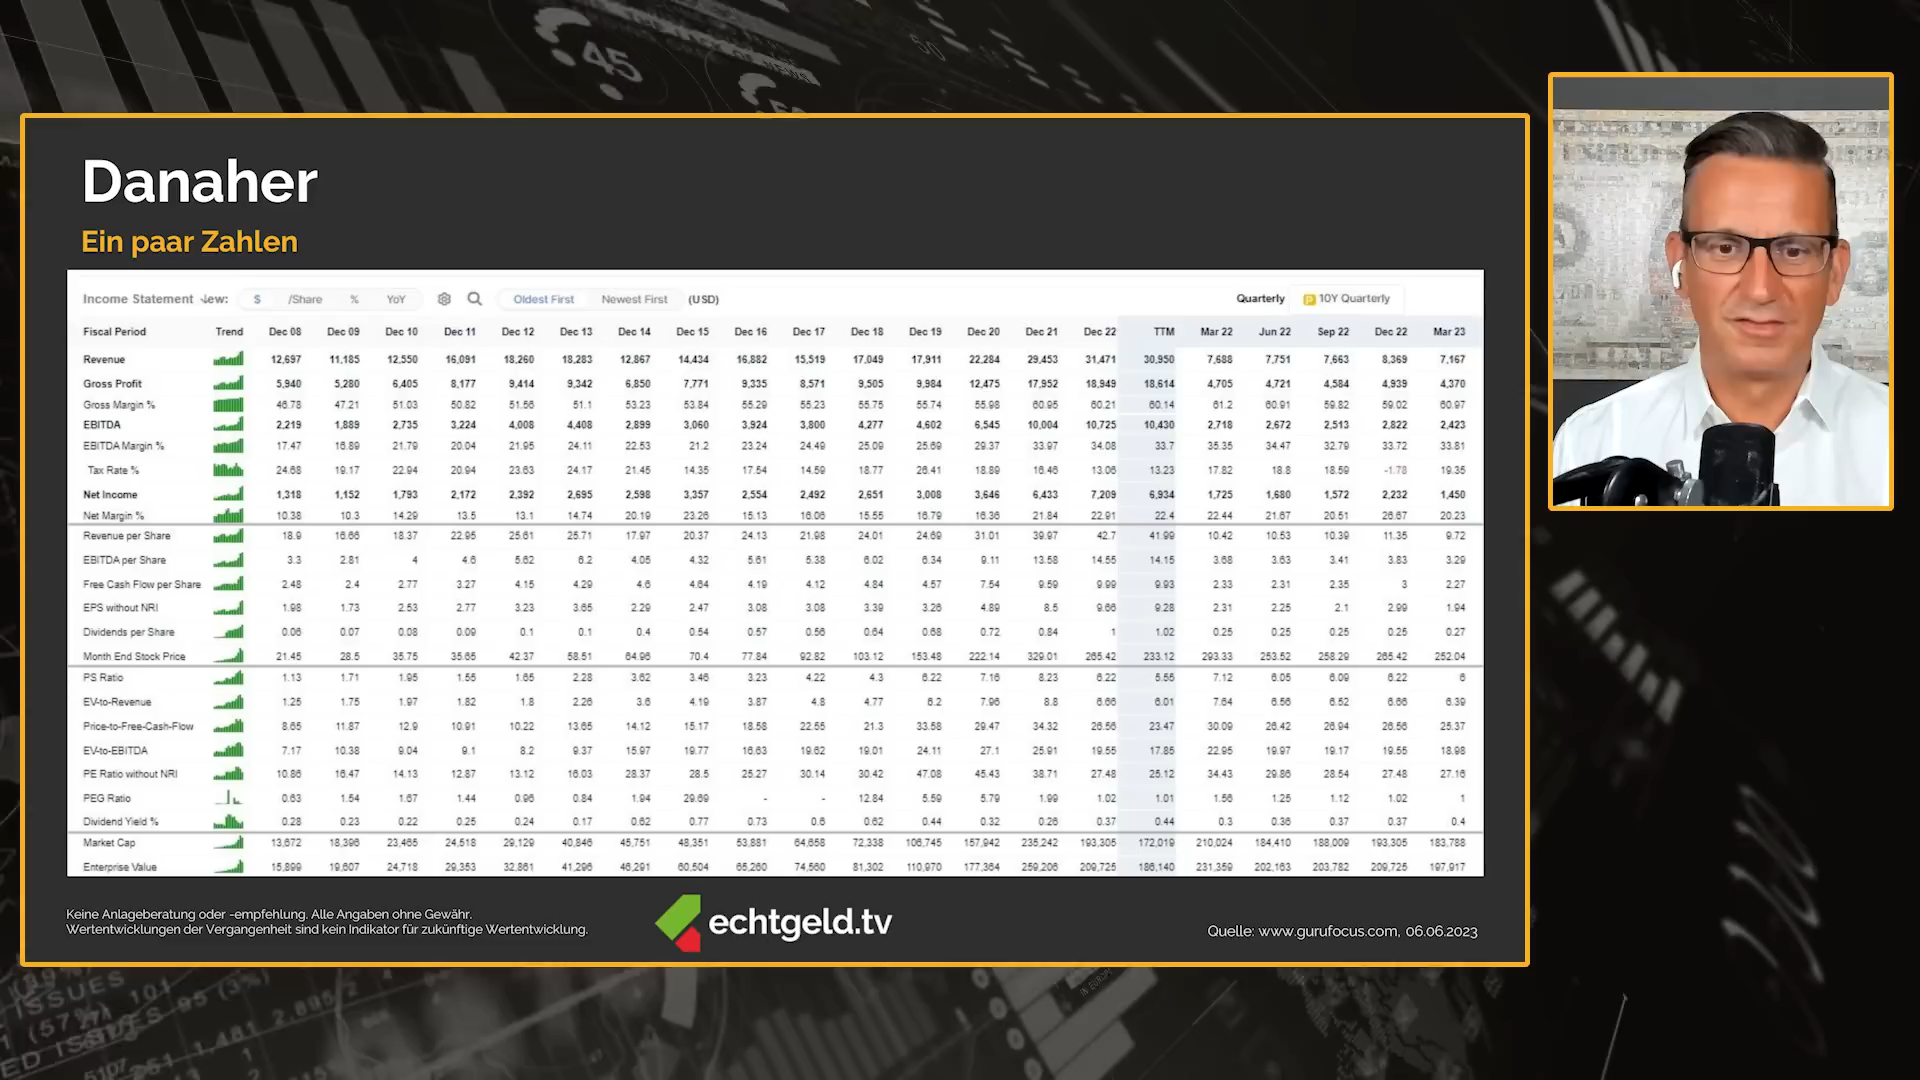 Danaher
Ein paar Zahlen
Income Statement View: $ /Share % YoY Oldest First Newest First (USD) Quarterly 10Y Quarterly
Fiscal Period Trend Dec 08 Dec 09 Dec 10 Dec 11 Dec 12 Dec 13 Dec 14 Dec 15 Dec 16 Dec 17 Dec 18 Dec 19 Dec 20 Dec 21 Dec 22 TTM Mar 22 Jun 22 Sep 22 Dec 22 Mar 23
Revenue 12,697 11,185 12,550 16,091 18,260 18,283 12,867 14,434 16,882 15,519 17,049 17,911 22,284 29,453 31,471 30,950 7,688 7,751 7,663 8,369 7,167
Gross Profit 5,940 5,280 6,405 8,177 9,414 9,342 6,850 7,771 9,335 8,571 9,505 9,984 12,475 17,952 18,949 18,614 4,705 4,721 4,584 4,939 4,370
Gross Margin % 46.78 47.21 51.03 50.82 51.56 51.1 53.23 53.84 55.29 55.23 55.75 55.74 55.98 60.95 60.21 60.14 61.2 60.91 59.82 59.02 60.97
EBITDA 2,219 1,889 2,735 3,224 4,008 4,408 2,899 3,060 3,924 3,800 4,277 4,602 6,545 10,004 10,725 10,430 2,718 2,672 2,513 2,822 2,423
EBITDA Margin % 17.47 16.89 21.79 20.04 21.95 24.11 22.53 21.2 23.24 24.49 25.09 25.69 29.37 33.97 34.08 33.7 35.35 34.47 32.79 33.72 33.81
Tax Rate % 24.68 19.17 22.94 20.94 23.63 24.17 21.45 14.35 17.54 14.59 18.77 26.41 18.89 16.46 13.06 13.23 17.82 18.8 18.59 -1.78 19.35
Net Income 1,318 1,152 1,793 2,172 2,392 2,695 2,598 3,357 2,554 2,492 2,651 3,008 3,646 6,433 7,209 6,934 1,725 1,680 1,572 2,232 1,450
Net Margin % 10.38 10.3 14.29 13.5 13.1 14.74 20.19 23.26 15.13 16.06 15.55 16.79 16.36 21.84 22.91 22.4 22.44 21.67 20.51 26.67 20.23
Revenue per Share 18.9 16.66 18.37 22.95 25.61 25.71 17.97 20.37 24.13 21.98 24.01 24.69 31.01 39.97 42.7 41.99 10.42 10.53 10.39 11.35 9.72
EBITDA per Share 3.3 2.81 4 4.6 5.62 6.2 4.05 4.32 5.61 5.38 6.02 6.34 9.11 13.58 14.55 14.15 3.68 3.63 3.41 3.83 3.29
Free Cash Flow per Share 2.48 2.4 2.77 3.27 4.15 4.29 4.6 4.64 4.19 4.12 4.84 4.57 7.54 9.59 9.99 9.93 2.33 2.31 2.35 3 2.27
EPS without NRI 1.98 1.73 2.53 2.77 3.23 3.65 2.29 2.47 3.08 3.08 3.39 3.26 4.89 8.5 9.66 9.28 2.31 2.25 2.1 2.99 1.94
Dividends per Share 0.06 0.07 0.08 0.09 0.1 0.1 0.4 0.54 0.57 0.56 0.64 0.68 0.72 0.84 1 1.02 0.25 0.25 0.25 0.25 0.27
Month End Stock Price 21.45 28.5 35.75 35.65 42.37 58.51 64.96 70.4 77.84 92.82 103.12 153.48 222.14 329.01 265.42 233.12 293.33 253.52 258.29 265.42 252.04
PS Ratio 1.13 1.71 1.95 1.55 1.65 2.28 3.62 3.46 3.23 4.22 4.3 6.22 7.16 8.23 6.22 5.55 7.12 6.05 6.09 6.22 6
EV-to-Revenue 1.25 1.75 1.97 1.82 1.8 2.26 3.6 4.19 3.87 4.8 4.77 6.2 7.96 8.8 6.66 6.01 7.64 6.56 6.52 6.66 6.39
Price-to-Free-Cash-Flow 8.65 11.87 12.9 10.91 10.22 13.65 14.12 15.17 18.58 22.55 21.3 33.58 29.47 34.32 26.56 23.47 30.09 26.42 26.94 26.56 25.37
EV-to-EBITDA 7.17 10.38 9.04 9.1 8.2 9.37 15.97 19.77 16.63 19.62 19.01 24.11 27.1 25.91 19.55 17.85 22.95 19.97 19.17 19.55 18.98
PE Ratio without NRI 10.86 16.47 14.13 12.87 13.12 16.03 28.37 28.5 25.27 30.14 30.42 47.08 45.43 38.71 27.48 25.12 34.43 29.86 28.54 27.48 27.16
PEG Ratio 0.63 1.54 1.67 1.44 0.96 0.84 1.94 29.69 - - 12.84 5.59 5.79 1.99 1.02 1.01 1.56 1.25 1.12 1.02 1
Dividend Yield % 0.28 0.23 0.22 0.25 0.24 0.17 0.62 0.77 0.73 0.6 0.62 0.44 0.32 0.26 0.37 0.44 0.3 0.36 0.37 0.37 0.4
Market Cap 13,672 18,396 23,465 24,518 29,129 40,846 45,751 48,351 53,881 64,658 72,338 106,745 157,942 235,242 193,305 172,019 210,024 184,410 188,009 193,305 183,788
Enterprise Value 15,899 19,607 24,718 29,353 32,861 41,296 46,291 60,504 65,260 74,560 81,302 110,970 177,364 259,206 209,725 186,140 231,359 202,163 203,782 209,725 197,917
Keine Anlageberatung oder -empfehlung. Alle Angaben ohne Gewähr.
Wertentwicklungen der Vergangenheit sind kein Indikator für zukünftige Wertentwicklung.
echtgeld.tv
Quelle: www.gurufocus.com, 06.06.2023